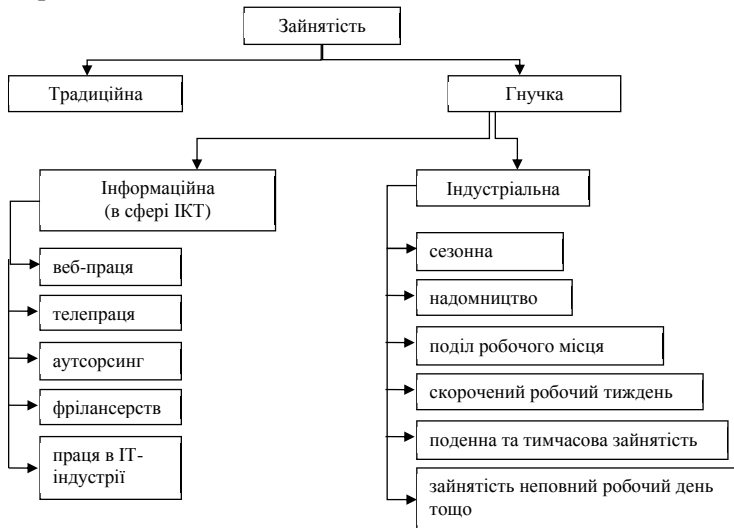 Зайнятість
Традиційна
Гнучка
Інформаційна
(в сфері ІКТ)
веб-праця
телепраця
аутсорсинг
фрілансерств
праця в ІТ-
індустрії
Індустріальна
сезонна
надомництво
поділ робочого місця
скорочений робочий тиждень
поденна та тимчасова зайнятість
зайнятість неповний робочий день
тощо